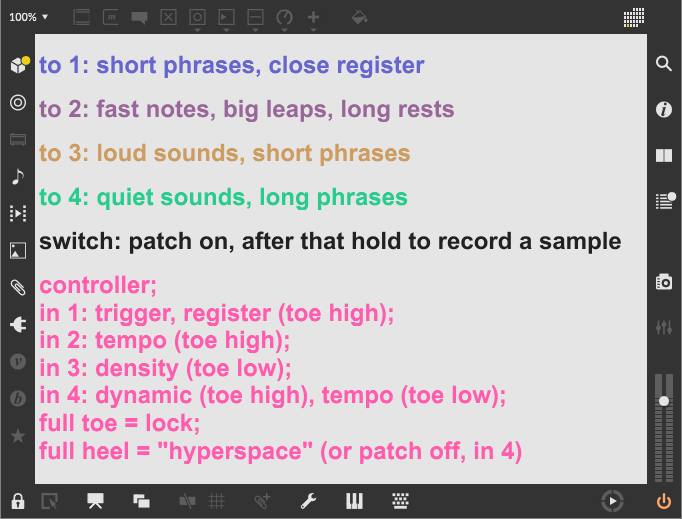 100%
to 1: short phrases, close register
to 2: fast notes, big leaps, long rests
to 3: loud sounds, short phrases
to 4: quiet sounds, long phrases
switch: patch on, after that hold to record a sample
controller;
in 1: trigger, register (toe high);
in 2: tempo (toe high);
in 3: density (toe low);
in 4: dynamic (toe high), tempo (toe low);
full toe = lock;
full heel = "hyperspace" (or patch off, in 4)